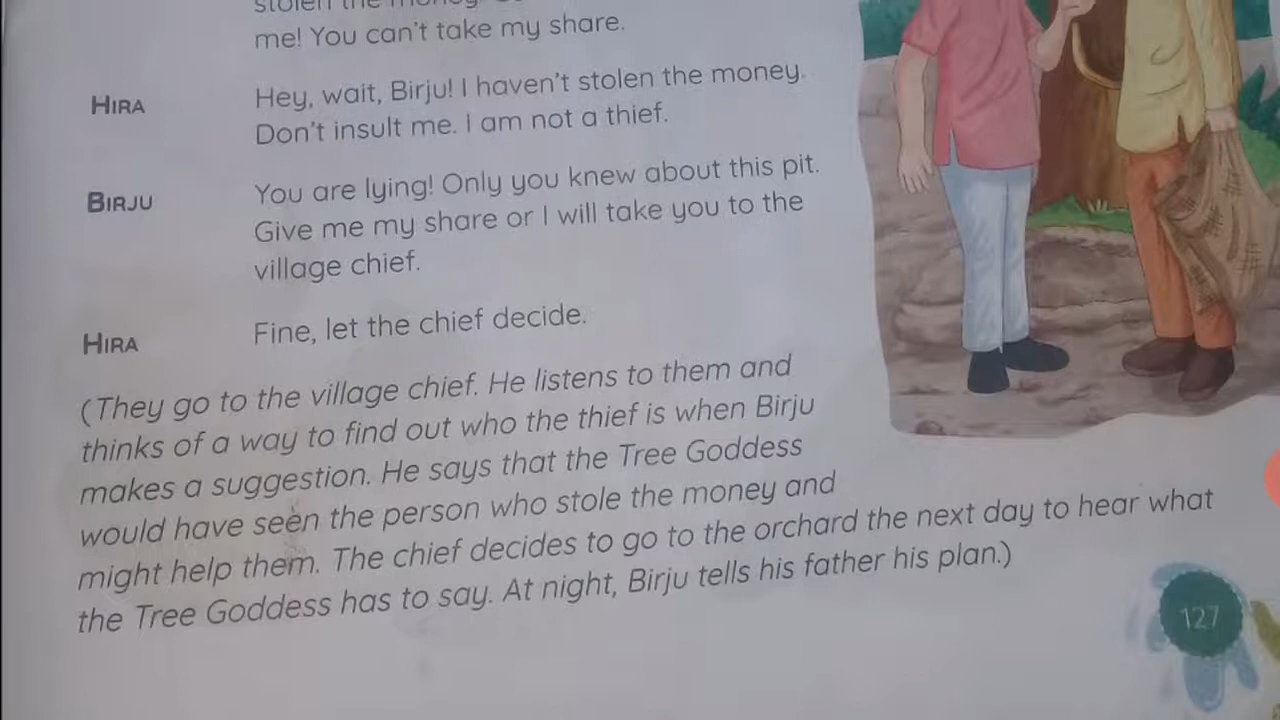 stolen the money.
me! You can't take my share.
HIRA Hey, wait, Birju! I haven't stolen the money.
Don't insult me. I am not a thief.
BIRJU You are lying! Only you knew about this pit.
Give me my share or I will take you to the
village chief.
HIRA Fine, let the chief decide.
(They go to the village chief. He listens to them and
thinks of a way to find out who the thief is when Birju
makes a suggestion. He says that the Tree Goddess
would have seen the person who stole the money and
might help them. The chief decides to go to the orchard the next day to hear what
the Tree Goddess has to say. At night, Birju tells his father his plan.)
127